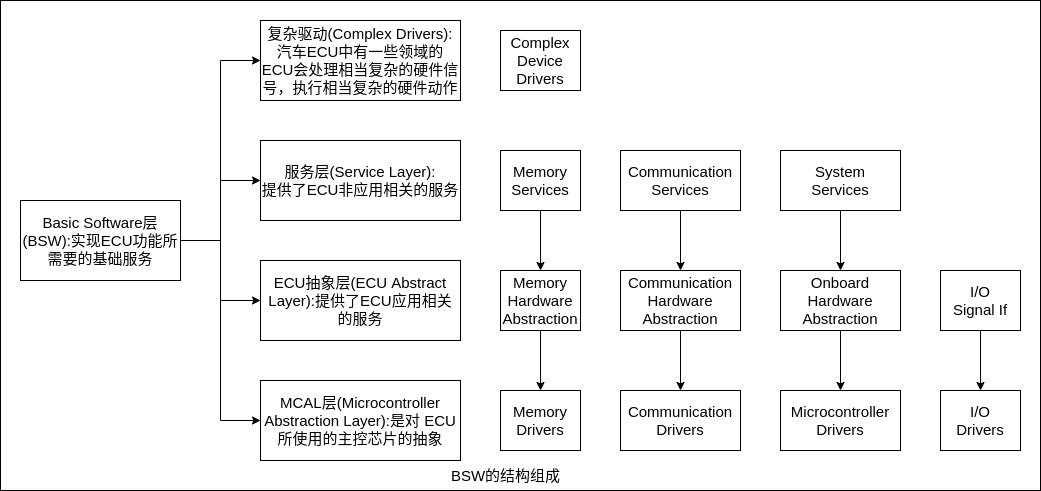 复杂驱动(Complex Drivers):
汽车ECU中有一些领域的
ECU会处理相当复杂的硬件信
号，执行相当复杂的硬件动作
Complex
Device
Drivers
服务层(Service Layer):
提供了ECU非应用相关的服务
Memory
Services
Communication
Services
System
Services
Basic Software层
(BSW):实现ECU功能所
需要的基础服务
ECU抽象层(ECU Abstract
Layer):提供了ECU应用相关
的服务
Memory
Hardware
Abstraction
Communication
Hardware
Abstraction
Onboard
Hardware
Abstraction
I/O
Signal If
MCAL层(Microcontroller
Abstraction Layer):是对 ECU
所使用的主控芯片的抽象
Memory
Drivers
Communication
Drivers
Microcontroller
Drivers
I/O
Drivers
BSW的结构组成